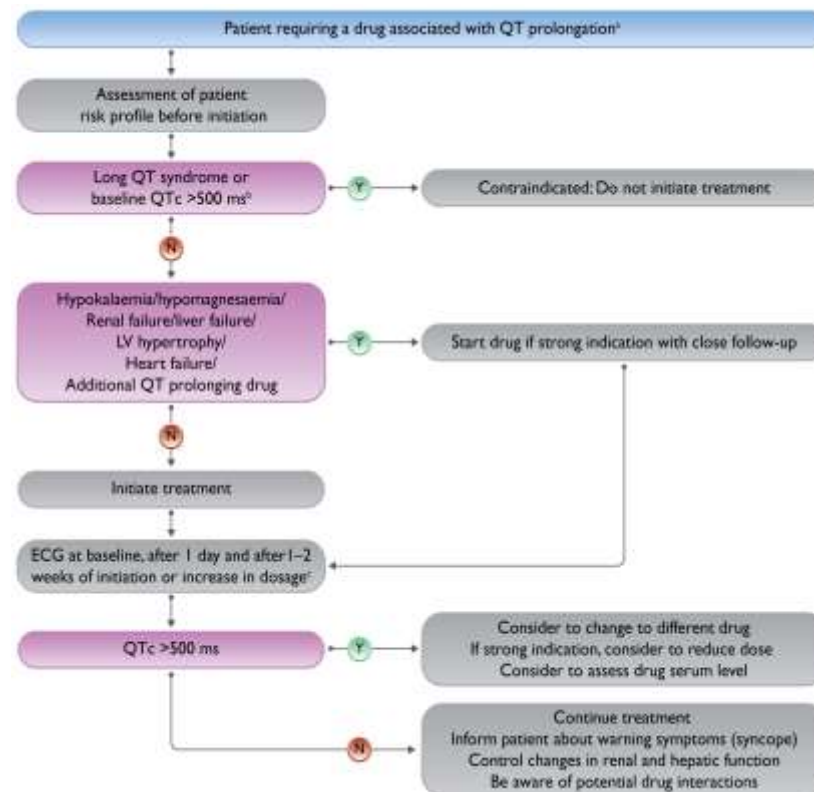 Patient requiring a drug associated with QT prolongationᵃ
Assessment of patient
risk profile before initiation
Long QT syndrome or
baseline QTc >500 msᵇ
Y
Contraindicated: Do not initiate treatment
N
Hypokalaemia/hypomagnesaemia/
Renal failure/liver failure/
LV hypertrophy/
Heart failure/
Additional QT prolonging drug
Y
Start drug if strong indication with close follow-up
N
Initiate treatment
ECG at baseline, after 1 day and after1–2
weeks of initiation or increase in dosageᶜ
QTc >500 ms
Y
Consider to change to different drug
If strong indication, consider to reduce dose
Consider to assess drug serum level
N
Continue treatment
Inform patient about warning symptoms (syncope)
Control changes in renal and hepatic function
Be aware of potential drug interactions